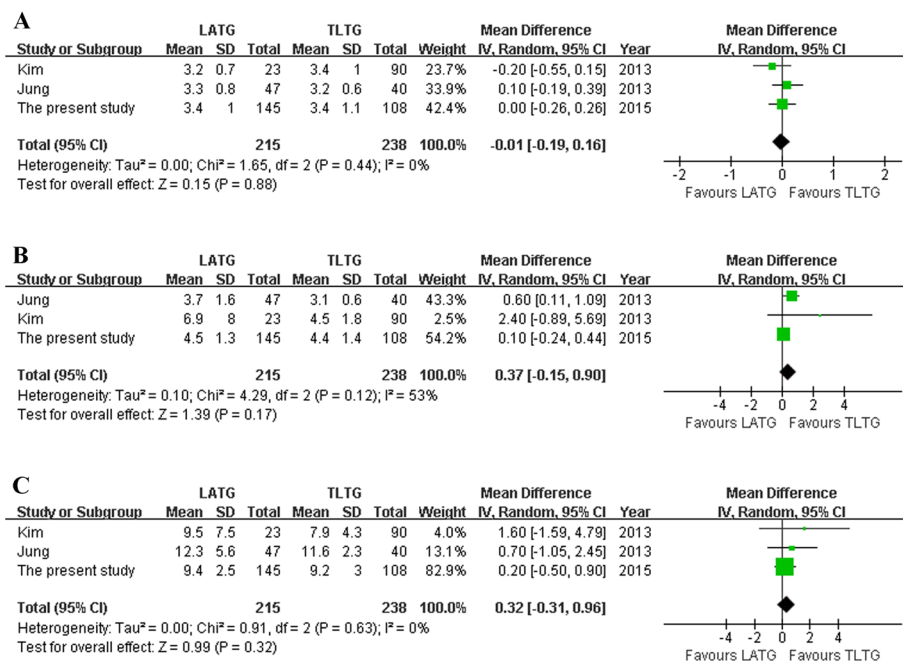 A
LATG TLTG Mean Difference Mean Difference
Study or Subgroup Mean SD Total Mean SD Total Weight IV, Random, 95% CI Year IV, Random, 95% CI
Kim 3.2 0.7 23 3.4 1 90 23.7% -0.20 [-0.55, 0.15] 2013
Jung 3.3 0.8 47 3.2 0.6 40 33.9% 0.10 [-0.19, 0.39] 2013
The present study 3.4 1 145 3.4 1.1 108 42.4% 0.00 [-0.26, 0.26] 2015
Total (95% CI) 215 238 100.0% -0.01 [-0.19, 0.16]
Heterogeneity: Tau² = 0.00; Chi² = 1.65, df = 2 (P = 0.44); I² = 0%
Test for overall effect: Z = 0.15 (P = 0.88)
-2 -1 0 1 2
Favours LATG Favours TLTG
B
LATG TLTG Mean Difference Mean Difference
Study or Subgroup Mean SD Total Mean SD Total Weight IV, Random, 95% CI Year IV, Random, 95% CI
Jung 3.7 1.6 47 3.1 0.6 40 43.3% 0.60 [0.11, 1.09] 2013
Kim 6.9 8 23 4.5 1.8 90 2.5% 2.40 [-0.89, 5.69] 2013
The present study 4.5 1.3 145 4.4 1.4 108 54.2% 0.10 [-0.24, 0.44] 2015
Total (95% CI) 215 238 100.0% 0.37 [-0.15, 0.90]
Heterogeneity: Tau² = 0.10; Chi² = 4.29, df = 2 (P = 0.12); I² = 53%
Test for overall effect: Z = 1.39 (P = 0.17)
-4 -2 0 2 4
Favours LATG Favours TLTG
C
LATG TLTG Mean Difference Mean Difference
Study or Subgroup Mean SD Total Mean SD Total Weight IV, Random, 95% CI Year IV, Random, 95% CI
Kim 9.5 7.5 23 7.9 4.3 90 4.0% 1.60 [-1.59, 4.79] 2013
Jung 12.3 5.6 47 11.6 2.3 40 13.1% 0.70 [-1.05, 2.45] 2013
The present study 9.4 2.5 145 9.2 3 108 82.9% 0.20 [-0.50, 0.90] 2015
Total (95% CI) 215 238 100.0% 0.32 [-0.31, 0.96]
Heterogeneity: Tau² = 0.00; Chi² = 0.91, df = 2 (P = 0.63); I² = 0%
Test for overall effect: Z = 0.99 (P = 0.32)
-4 -2 0 2 4
Favours LATG Favours TLTG